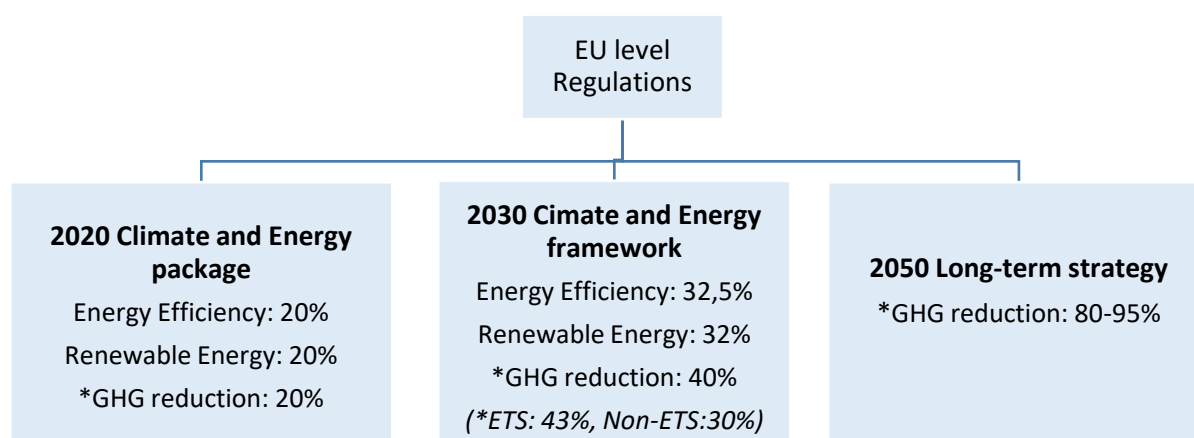 EU level
Regulations
2020 Climate and Energy
package
Energy Efficiency: 20%
Renewable Energy: 20%
*GHG reduction: 20%
2030 Cimate and Energy
framework
Energy Efficiency: 32,5%
Renewable Energy: 32%
*GHG reduction: 40%
(*ETS: 43%, Non-ETS:30%)
2050 Long-term strategy
*GHG reduction: 80-95%